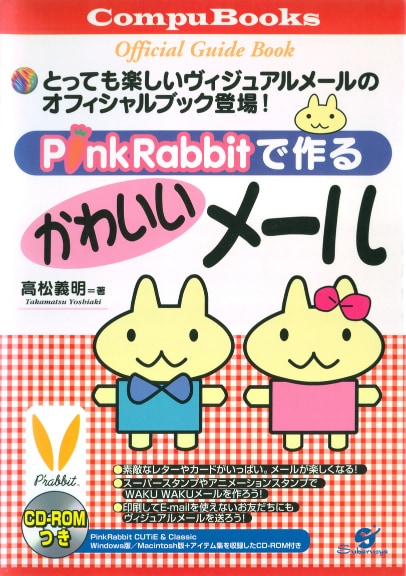 CompuBooks
Official Guide Book
とっても楽しいヴィジュアルメールの
オフィシャルブック登場！
PinkRabbitで作る
かわいい
メール
高松義明＝著
Takamatsu Yoshiaki
Prabbit™
●素敵なレターやカードがいっぱい。メールが楽しくなる！
●スーパースタンプやアニメーションスタンプで
WAKU WAKUメールを作ろう！
●印刷してE-mailを使えないお友だちにも
ヴィジュアルメールを送ろう！
CD-ROM
つき
PinkRabbit CUTiE & Classic
Windows版／Macintosh版＋アイテム集を収録したCD-ROM付き
Subarusya